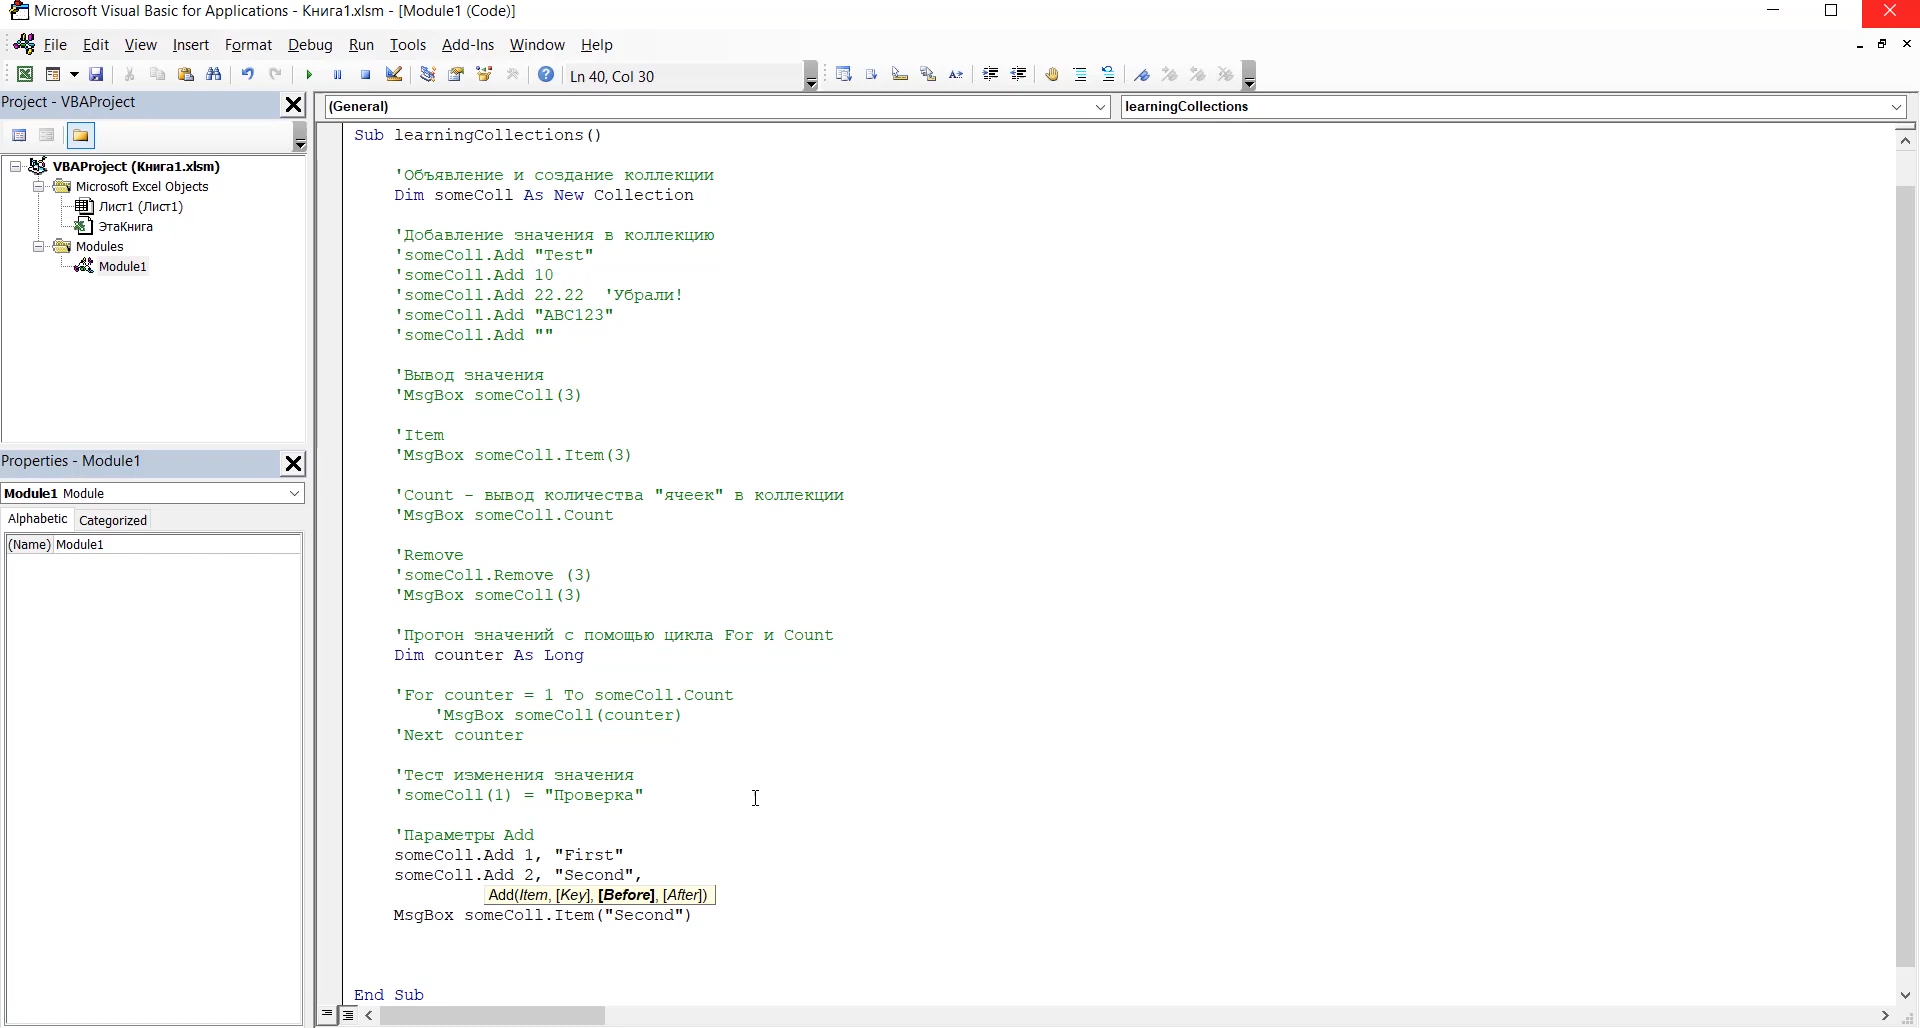 Microsoft Visual Basic for Applications - Книга1.xlsm - [Module1 (Code)]
File Edit View Insert Format Debug Run Tools Add-Ins Window Help
Ln 40, Col 30
Project - VBAProject
(General)
learningCollections
VBAProject (Книга1.xlsm)
Microsoft Excel Objects
Лист1 (Лист1)
ЭтаКнига
Modules
Module1
Properties - Module1
Module1 Module
Alphabetic Categorized
(Name) Module1
Sub learningCollections()
'Объявление и создание коллекции
Dim someColl As New Collection
'Добавление значения в коллекцию
'someColl.Add "Test"
'someColl.Add 10
'someColl.Add 22.22 'Убрали!
'someColl.Add "ABC123"
'someColl.Add ""
'Вывод значения
'MsgBox someColl(3)
'Item
'MsgBox someColl.Item(3)
'Count - вывод количества "ячеек" в коллекции
'MsgBox someColl.Count
'Remove
'someColl.Remove (3)
'MsgBox someColl(3)
'Прогон значений с помощью цикла For и Count
Dim counter As Long
'For counter = 1 To someColl.Count
'MsgBox someColl(counter)
'Next counter
'Тест изменения значения
'someColl(1) = "Проверка"
'Параметры Add
someColl.Add 1, "First"
someColl.Add 2, "Second",
Add(Item, [Key], [Before], [After])
MsgBox someColl.Item("Second")
End Sub